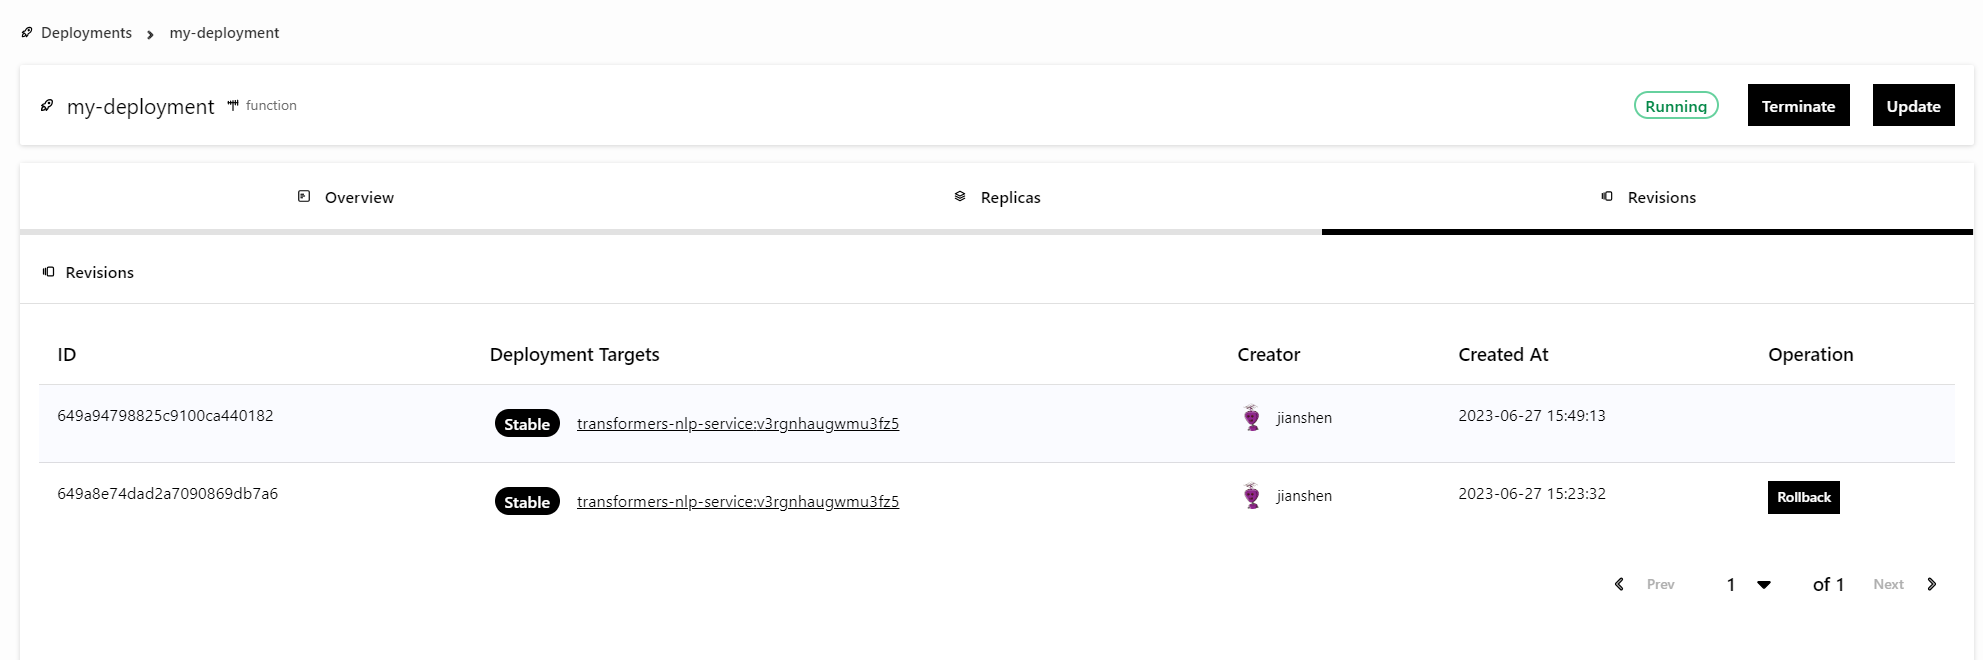 Deployments my-deployment
my-deployment function Running Terminate Update
Overview Replicas Revisions
Revisions
ID Deployment Targets Creator Created At Operation
649a94798825c9100ca440182 Stable transformers-nlp-service:v3rgnhaugwmu3fz5 jianshen 2023-06-27 15:49:13
649a8e74dad2a7090869db7a6 Stable transformers-nlp-service:v3rgnhaugwmu3fz5 jianshen 2023-06-27 15:23:32 Rollback
Prev 1 of 1 Next